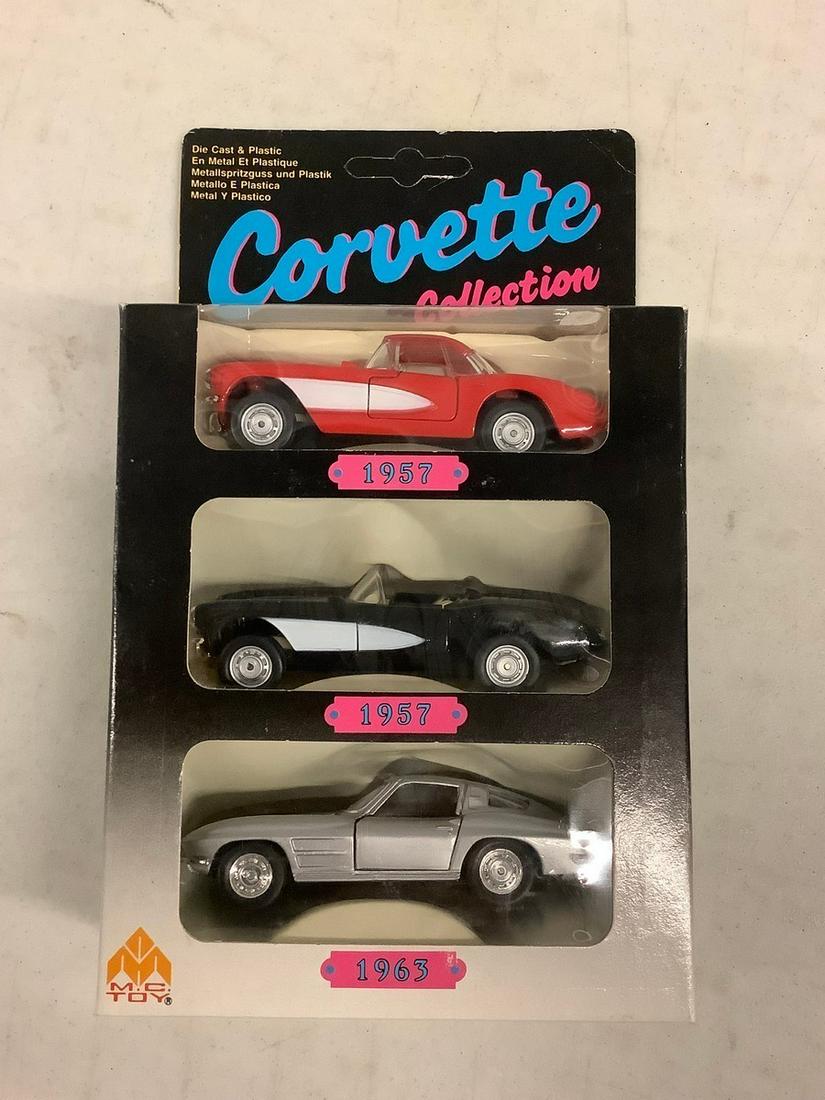 Die Cast & Plastic
En Metal Et Plastique
Metallspritzguss und Plastik
Metallo E Plastica
Metal Y Plastico
Corvette
Collection
1957
1957
1963
M.C.
TOY®